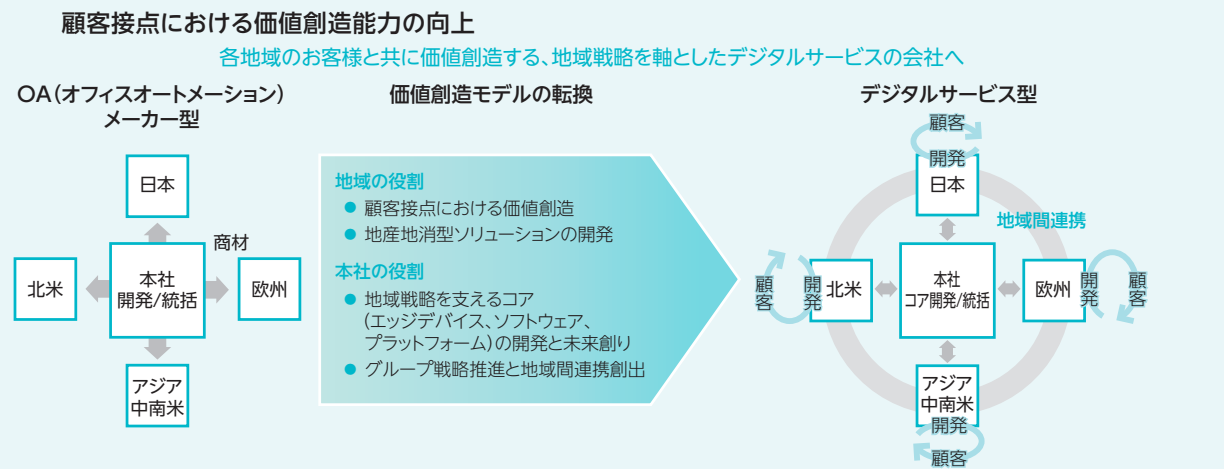 顧客接点における価値創造能力の向上
各地域のお客様と共に価値創造する、地域戦略を軸としたデジタルサービスの会社へ
OA(オフィスオートメーション)
メーカー型
日本
商材
北米
本社
開発/統括
欧州
アジア
中南米
価値創造モデルの転換
地域の役割
● 顧客接点における価値創造
● 地産地消型ソリューションの開発
本社の役割
● 地域戦略を支えるコア
(エッジデバイス、ソフトウェア、
プラットフォーム)の開発と未来創り
● グループ戦略推進と地域間連携創出
デジタルサービス型
顧客
開発
日本
地域間連携
顧客
開発
北米
本社
コア開発/統括
欧州
開発
顧客
アジア
中南米
開発
顧客